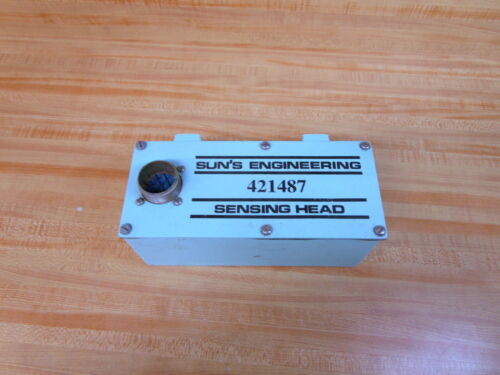 SUN'S ENGINEERING
421487
SENSING HEAD